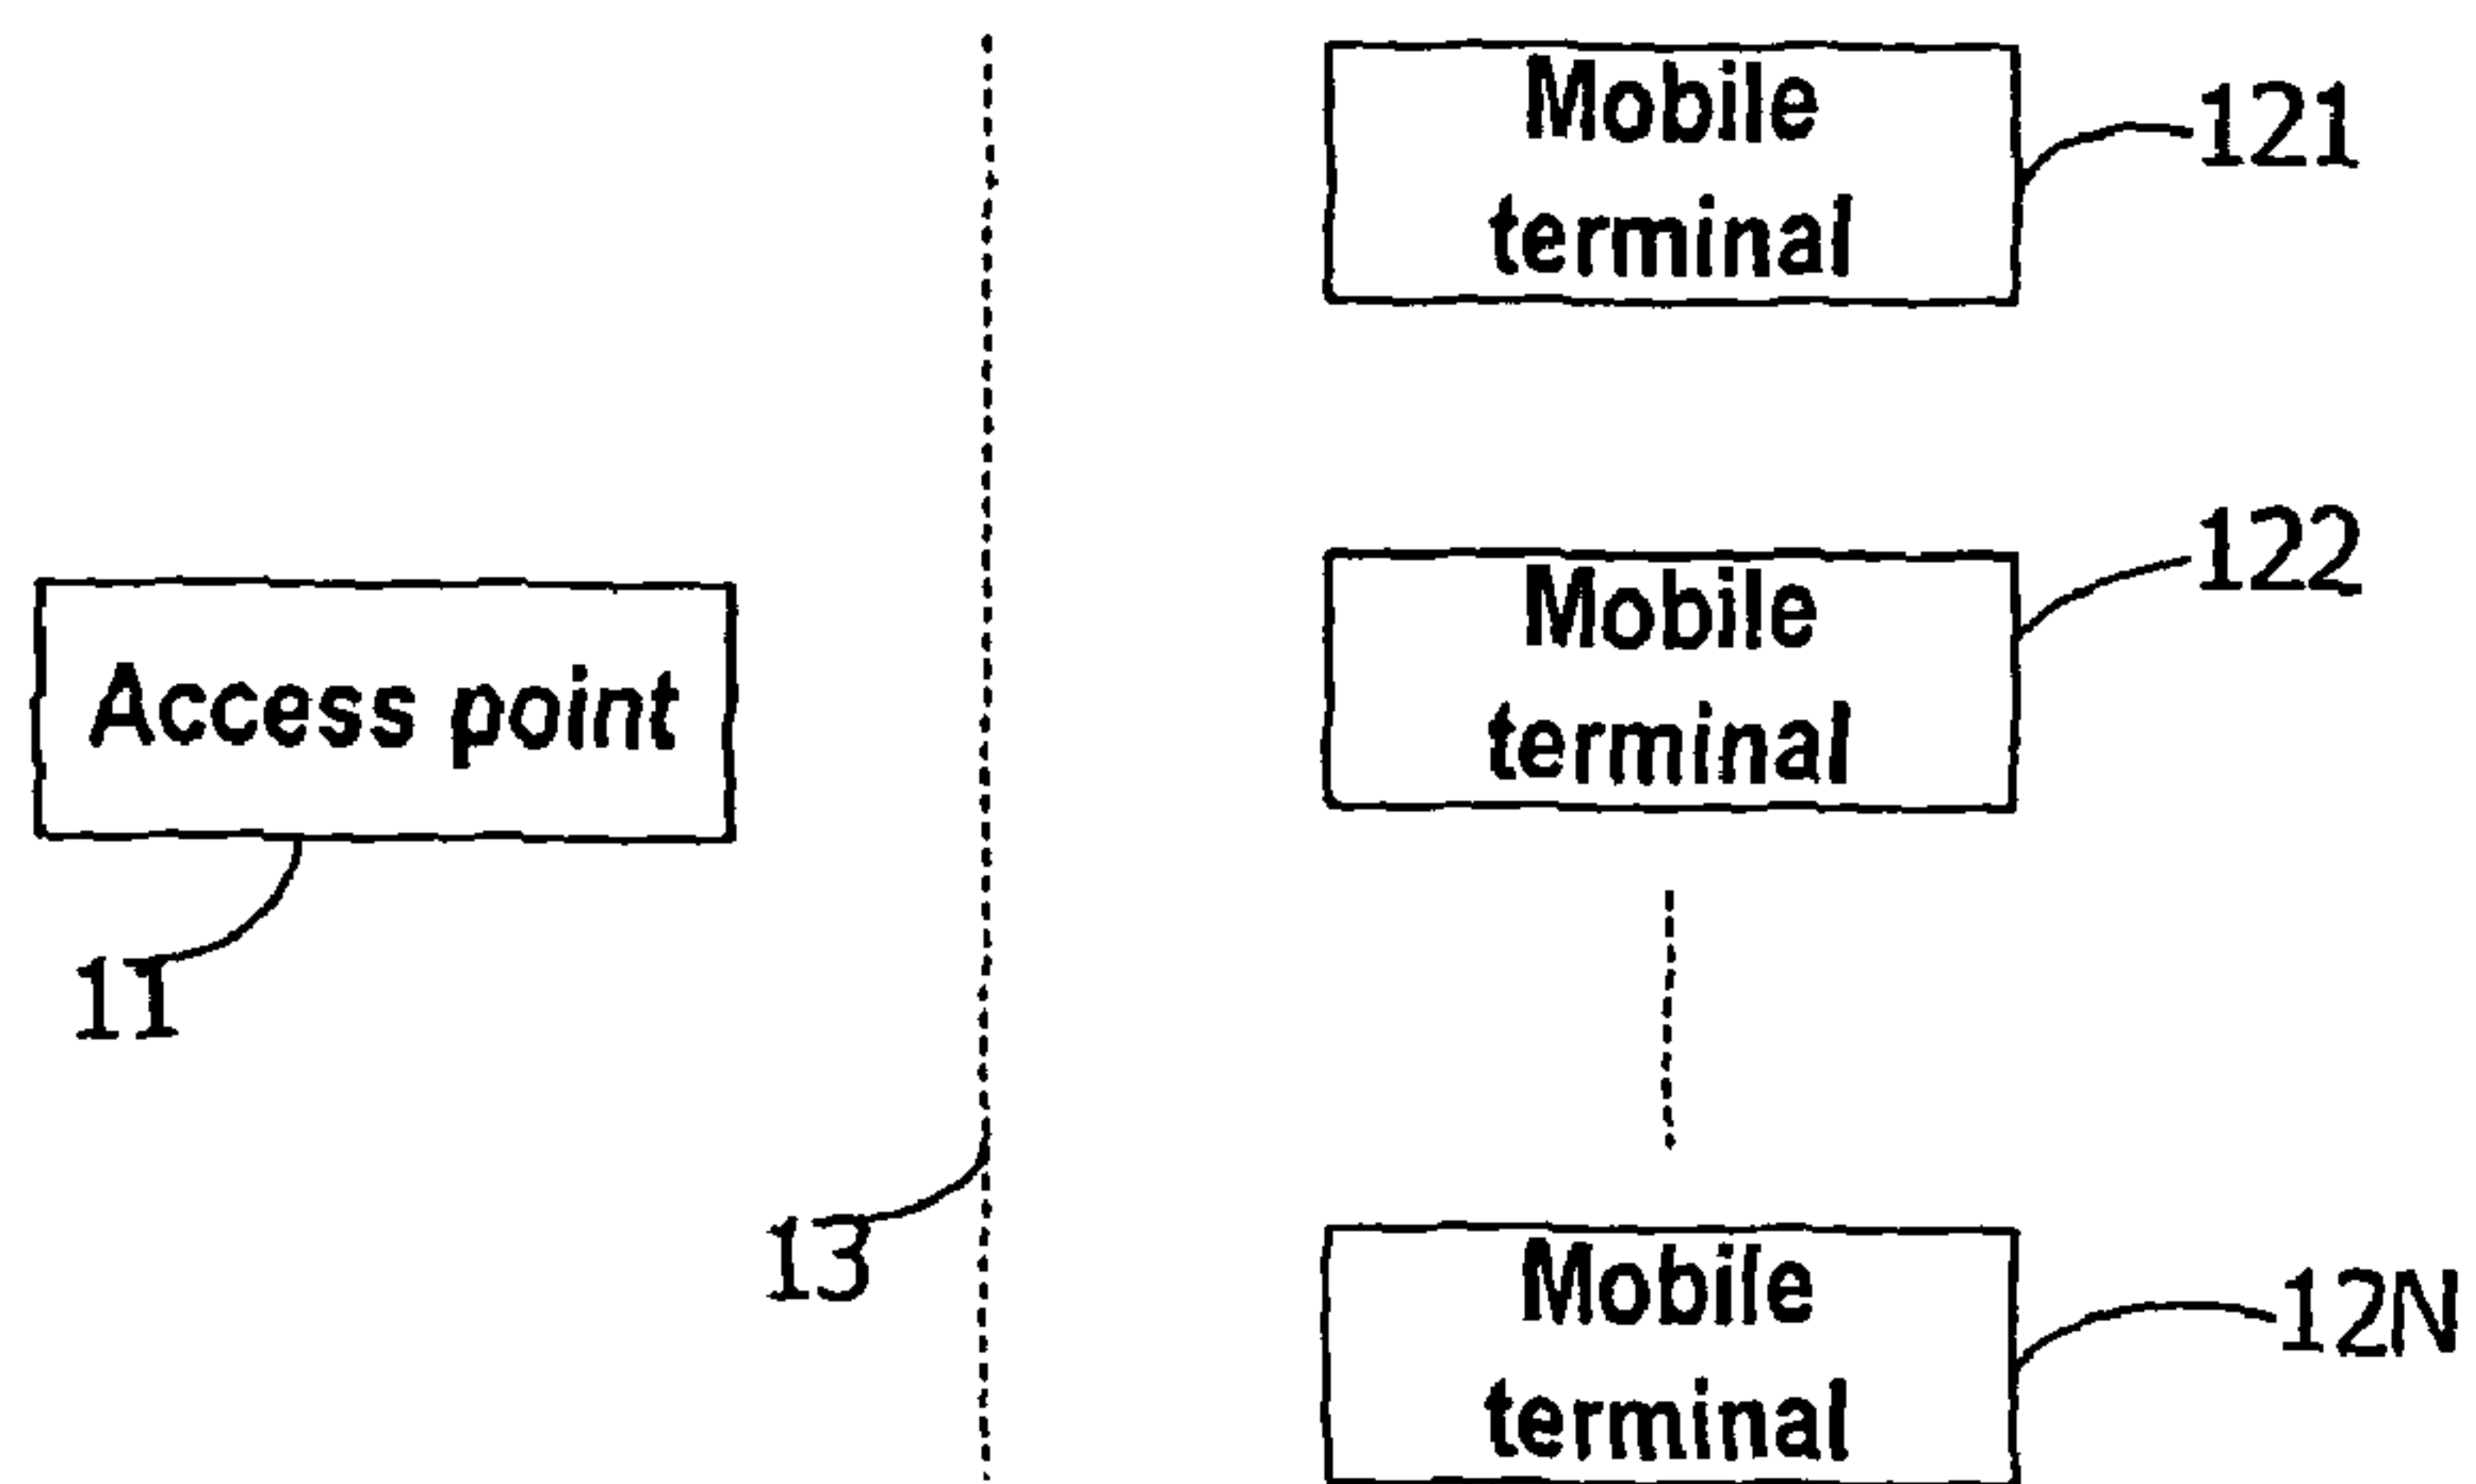 Mobile
terminal
121
Mobile
terminal
122
Access point
11
13
Mobile
terminal
12N